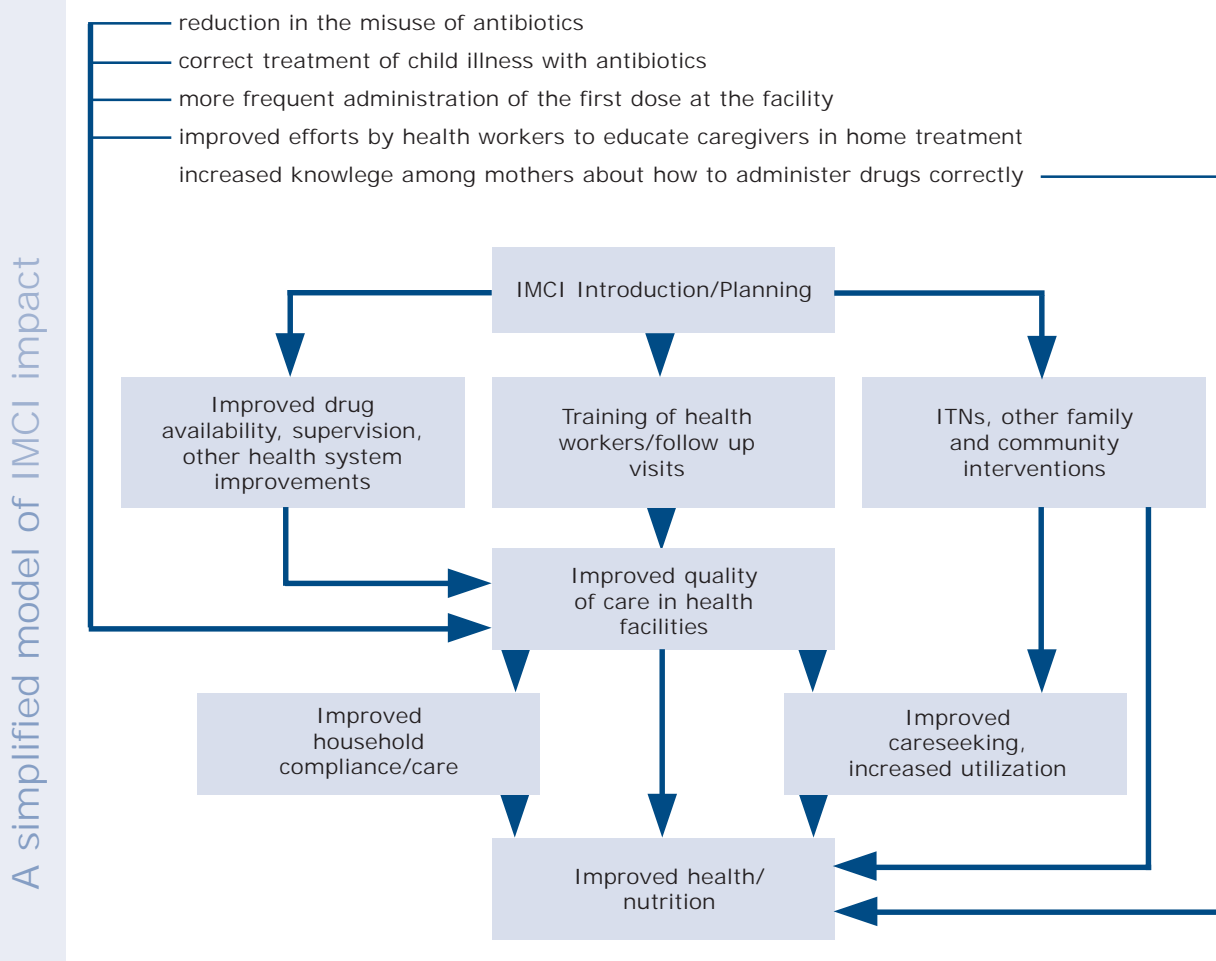 A simplified model of IMCI impact
reduction in the misuse of antibiotics
correct treatment of child illness with antibiotics
more frequent administration of the first dose at the facility
improved efforts by health workers to educate caregivers in home treatment
increased knowlege among mothers about how to administer drugs correctly
IMCI Introduction/Planning
Improved drug
availability, supervision,
other health system
improvements
Training of health
workers/follow up
visits
ITNs, other family
and community
interventions
Improved quality
of care in health
facilities
Improved
household
compliance/care
Improved
careseeking,
increased utilization
Improved health/
nutrition